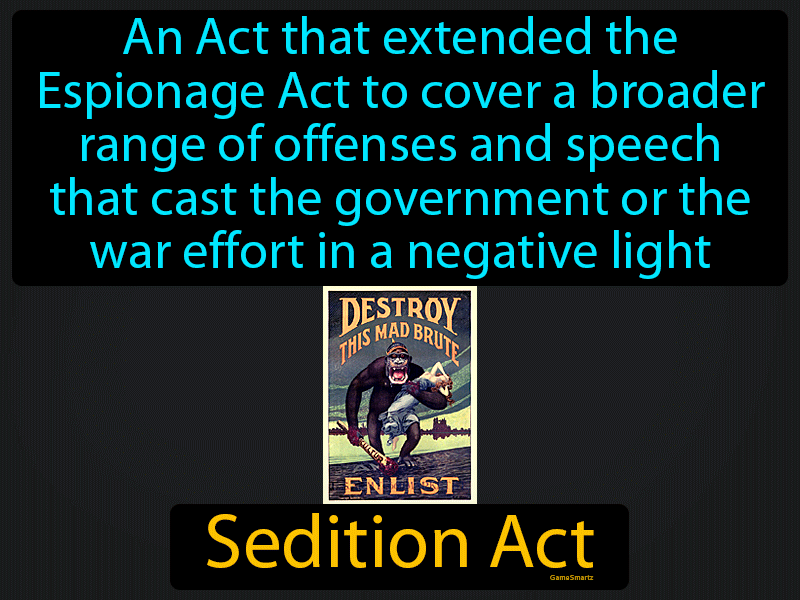 An Act that extended the
Espionage Act to cover a broader
range of offenses and speech
that cast the government or the
war effort in a negative light
DESTROY
THIS MAD BRUTE
KULTUR
ENLIST
Sedition Act
GameSmartz